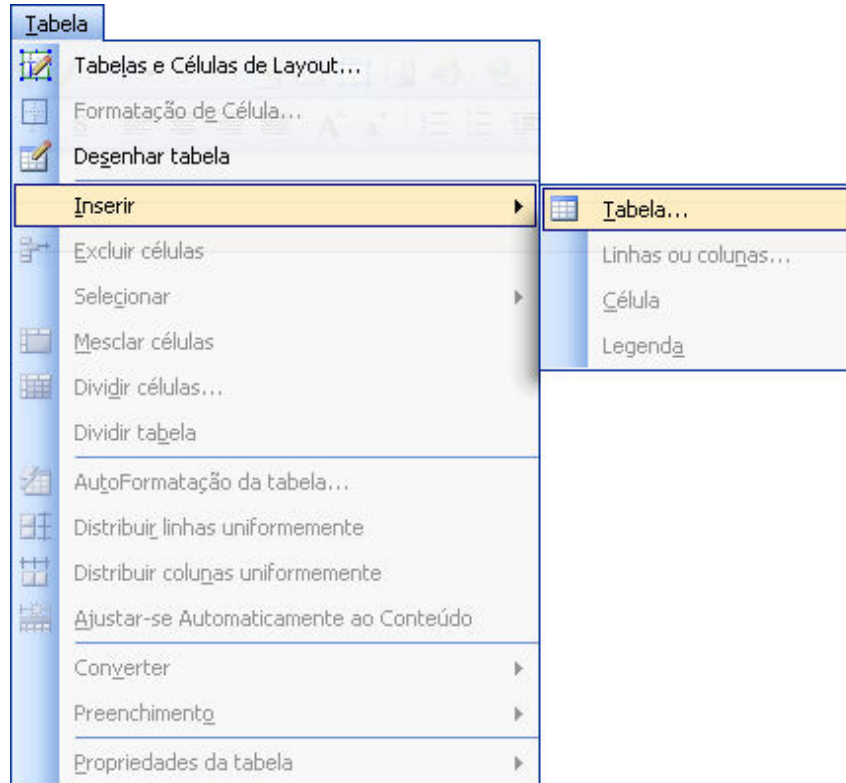 Tabela
Tabelas e Células de Layout...
Formatação de Célula...
Desenhar tabela
Inserir
Tabela...
Linhas ou colunas...
Célula
Legenda
Excluir células
Selecionar
Mesclar células
Dividir células...
Dividir tabela
AutoFormatação da tabela...
Distribuir linhas uniformemente
Distribuir colunas uniformemente
Ajustar-se Automaticamente ao Conteúdo
Converter
Preenchimento
Propriedades da tabela